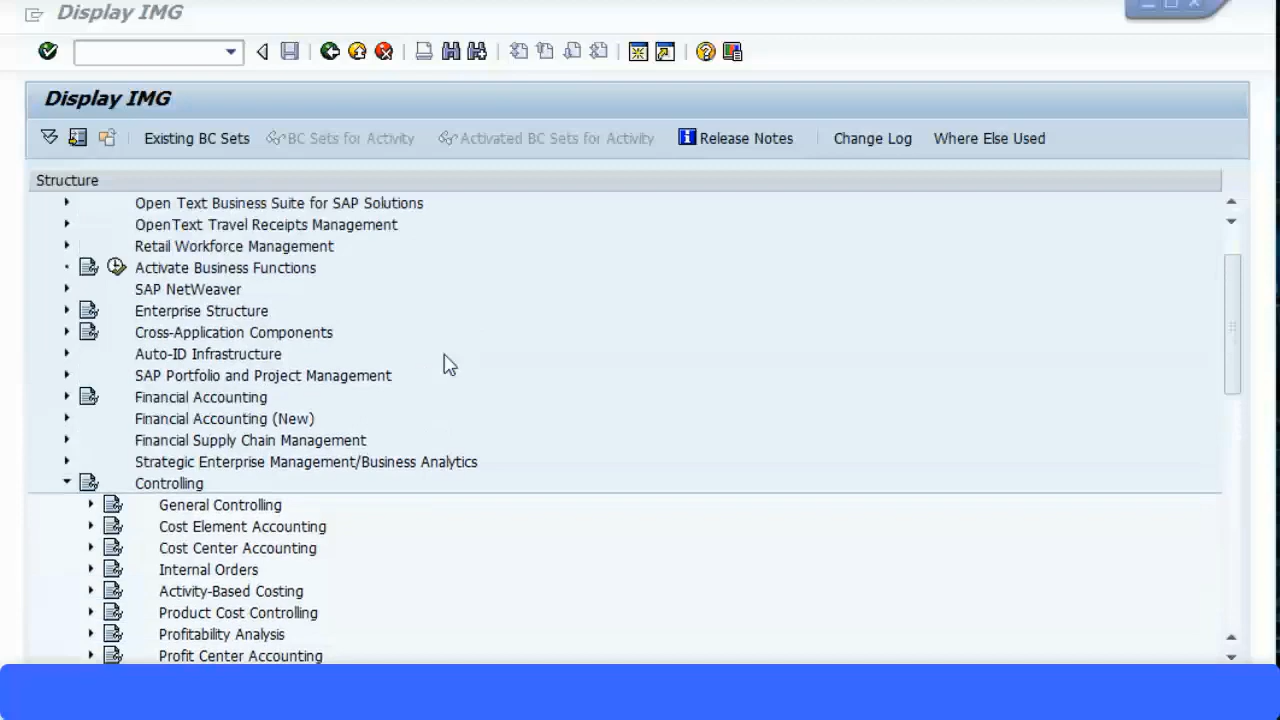 Display IMG
Display IMG
Existing BC Sets BC Sets for Activity Activated BC Sets for Activity Release Notes Change Log Where Else Used
Structure
Open Text Business Suite for SAP Solutions
OpenText Travel Receipts Management
Retail Workforce Management
Activate Business Functions
SAP NetWeaver
Enterprise Structure
Cross-Application Components
Auto-ID Infrastructure
SAP Portfolio and Project Management
Financial Accounting
Financial Accounting (New)
Financial Supply Chain Management
Strategic Enterprise Management/Business Analytics
Controlling
General Controlling
Cost Element Accounting
Cost Center Accounting
Internal Orders
Activity-Based Costing
Product Cost Controlling
Profitability Analysis
Profit Center Accounting